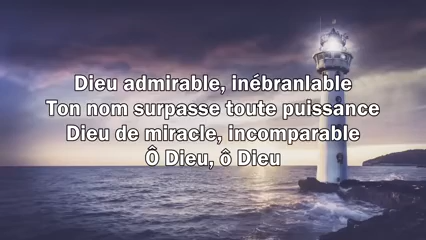 Dieu admirable, inébranlable
Ton nom surpasse toute puissance
Dieu de miracle, incomparable
Ô Dieu, ô Dieu